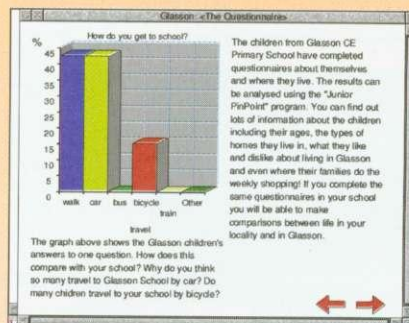 Glasson: «The Questionnaire»
How do you get to school?
%
45
40
35
30
25
20
15
10
5
0
walk car bus bicycle train Other
travel
The graph above shows the Glasson children's
answers to one question. How does this
compare with your school? Why do you think
so many travel to Glasson School by car? Do
many chidren travel to your school by bicycle?
The children from Glasson CE
Primary School have completed
questionnaires about themselves
and where they live. The results can
be analysed using the "Junior
PinPoint" program. You can find out
lots of information about the children
including their ages, the types of
homes they live in, what they like
and dislike about living in Glasson
and even where their families do the
weekly shopping! If you complete the
same questionnaires in your school
you will be able to make
comparisons between life in your
locality and in Glasson.